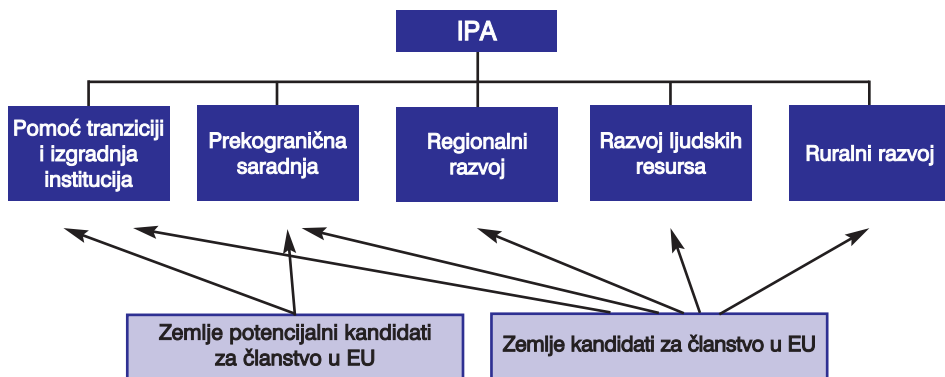 IPA
Pomoć tranziciji
i izgradnja
institucija
Prekogranična
saradnja
Regionalni
razvoj
Razvoj ljudskih
resursa
Ruralni razvoj
Zemlje potencijalni kandidati
za članstvo u EU
Zemlje kandidati za članstvo u EU